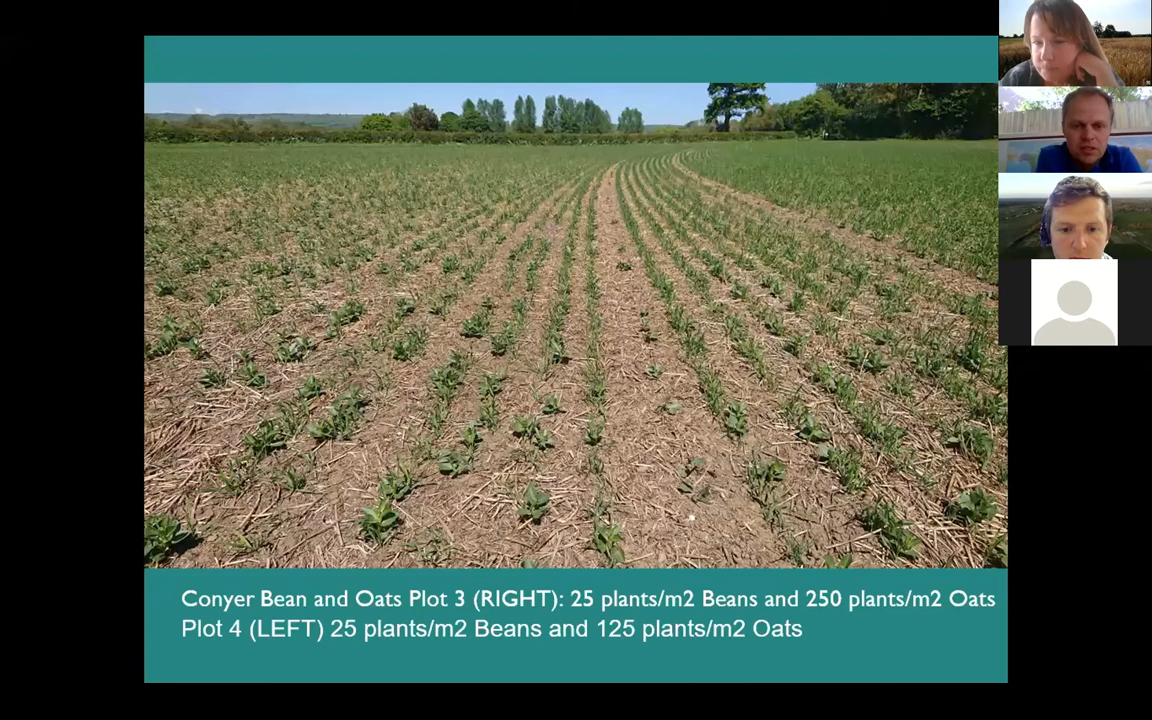 Conyer Bean and Oats Plot 3 (RIGHT): 25 plants/m2 Beans and 250 plants/m2 Oats
Plot 4 (LEFT) 25 plants/m2 Beans and 125 plants/m2 Oats